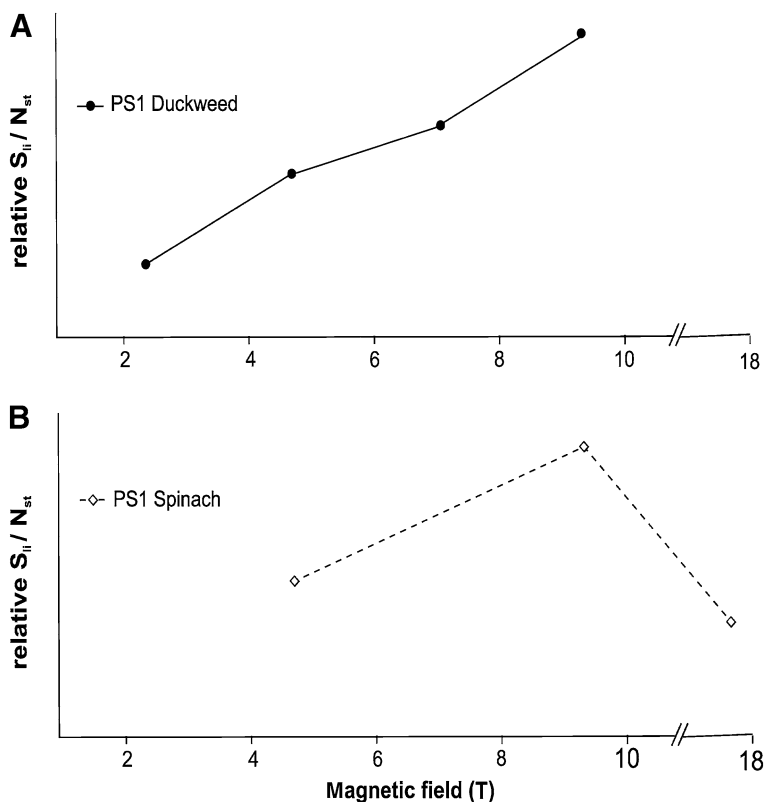 A
relative Sli / Nst
PS1 Duckweed
2 4 6 8 10 18
B
relative Sli / Nst
PS1 Spinach
2 4 6 8 10 18
Magnetic field (T)